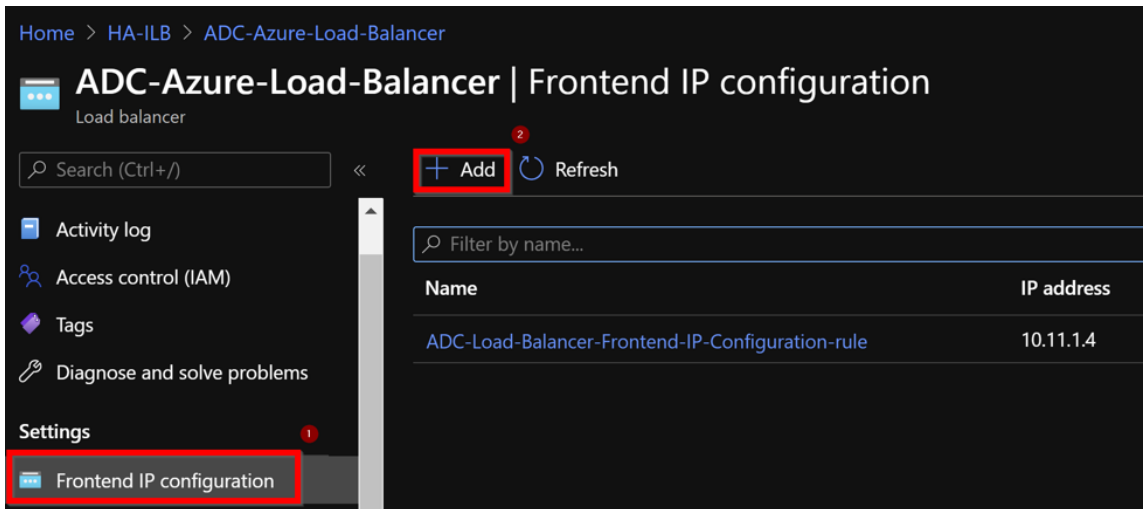 Home > HA-ILB > ADC-Azure-Load-Balancer
ADC-Azure-Load-Balancer | Frontend IP configuration
Load balancer
Search (Ctrl+/)
«
2
+ Add
Refresh
Activity log
Access control (IAM)
Tags
Diagnose and solve problems
Settings
1
Frontend IP configuration
Filter by name...
Name IP address
ADC-Load-Balancer-Frontend-IP-Configuration-rule 10.11.1.4